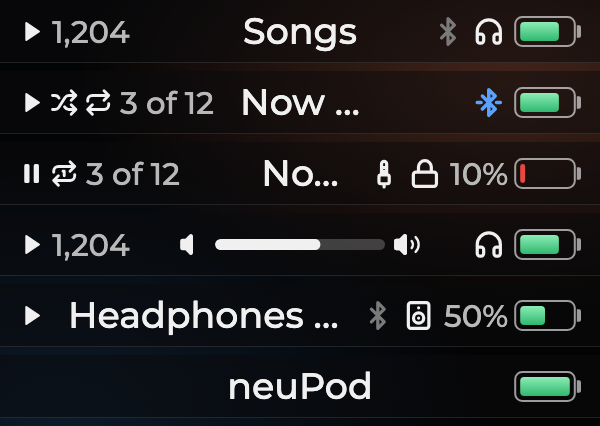 1,204 Songs
3 of 12 Now ...
3 of 12 No... 10%
1,204
Headphones ... 50%
neuPod